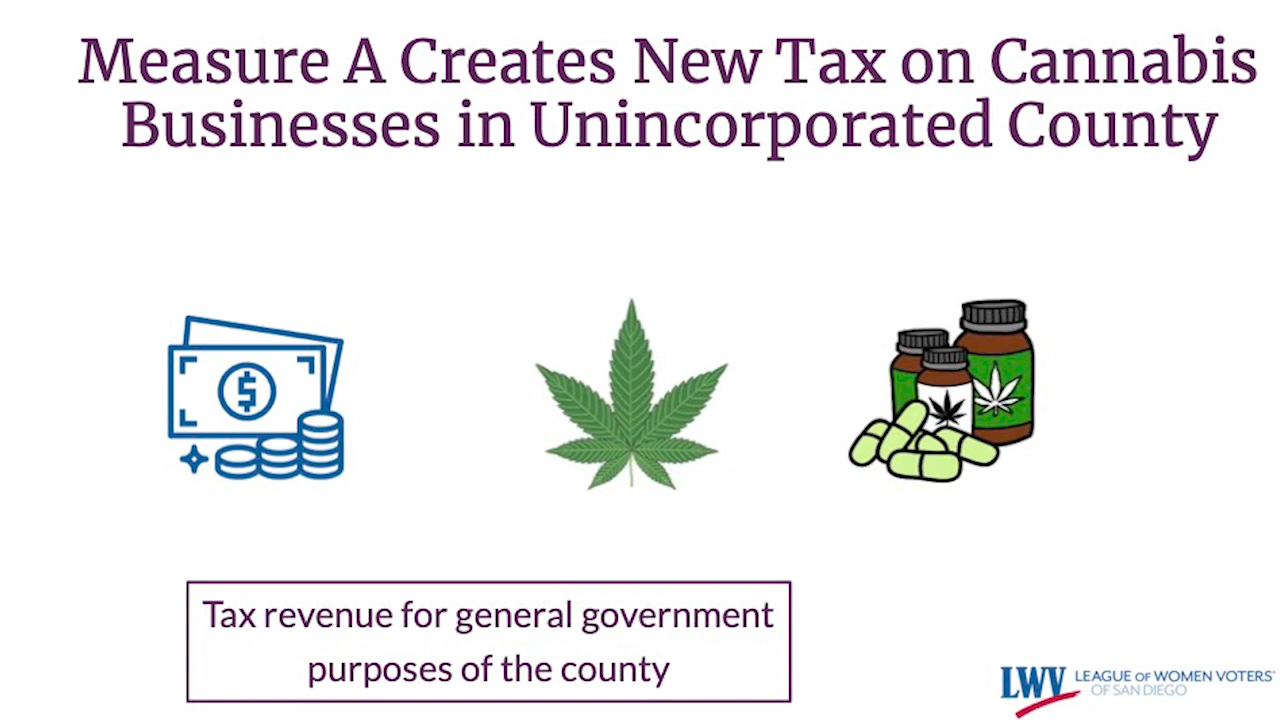 Measure A Creates New Tax on Cannabis
Businesses in Unincorporated County
$
Tax revenue for general government
purposes of the county
LWV LEAGUE OF WOMEN VOTERS®
OF SAN DIEGO